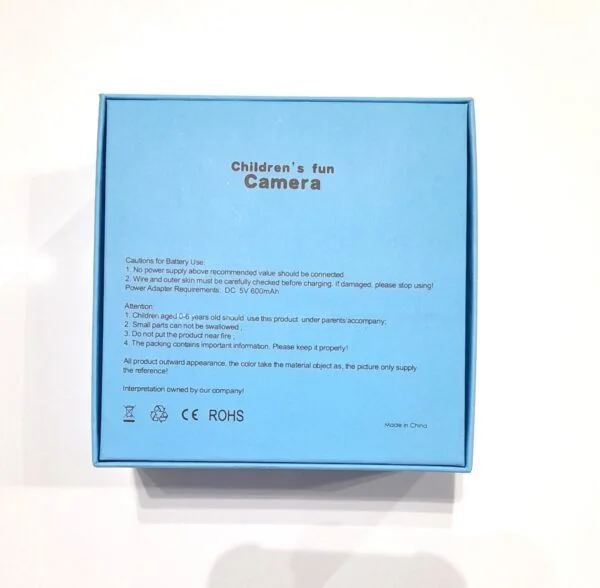 Children's fun
Camera
Cautions for Battery Use:
1. No power supply above recommended value should be connected
2. Wire and outer skin must be carefully checked before charging. If damaged, please stop using!
Power Adapter Requirements: DC 5V 600mAh
Attention:
1. Children aged 0-6 years old should use this product under parents'accompany;
2. Small parts can not be swallowed ;
3. Do not put the product near fire ;
4. The packing contains important information. Please keep it properly!
All product outward appearance, the color take the material object as, the picture only supply
the reference!
Interpretation owned by our company!
CE ROHS
Made in China